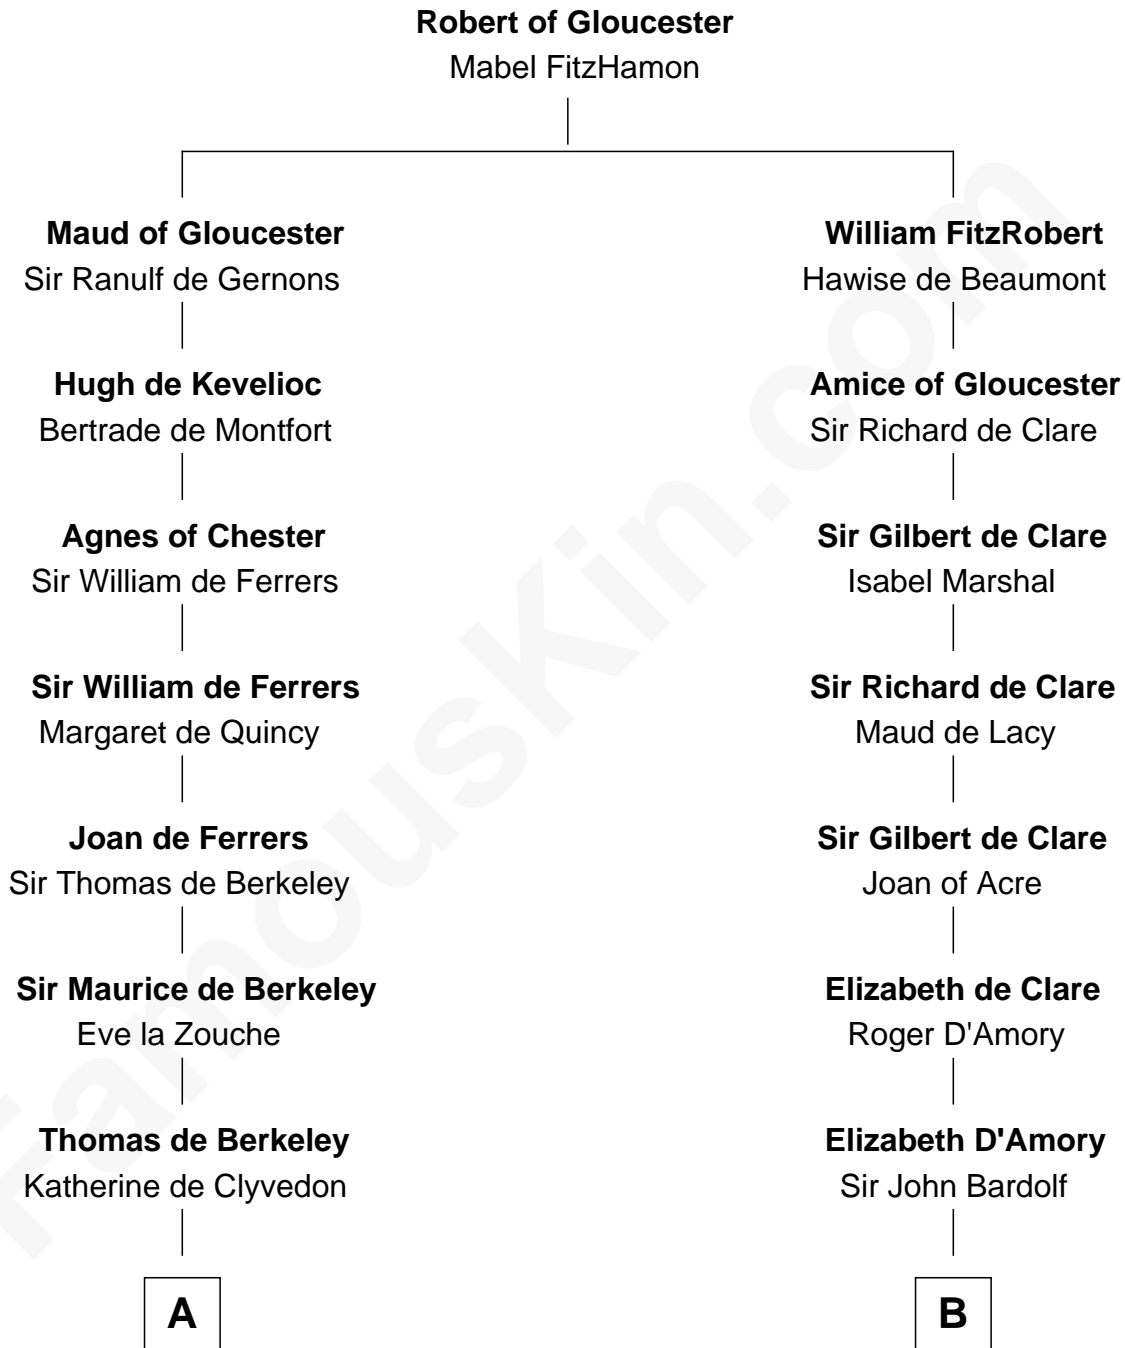 Robert of Gloucester
Mabel FitzHamon
Maud of Gloucester
Sir Ranulf de Gernons
William FitzRobert
Hawise de Beaumont
Hugh de Kevelioc
Bertrade de Montfort
Amice of Gloucester
Sir Richard de Clare
Agnes of Chester
Sir William de Ferrers
Sir Gilbert de Clare
Isabel Marshal
Sir William de Ferrers
Margaret de Quincy
Sir Richard de Clare
Maud de Lacy
Joan de Ferrers
Sir Thomas de Berkeley
Sir Gilbert de Clare
Joan of Acre
Sir Maurice de Berkeley
Eve la Zouche
Elizabeth de Clare
Roger D'Amory
Thomas de Berkeley
Katherine de Clyvedon
Elizabeth D'Amory
Sir John Bardolf
A
B
FamousKin.com